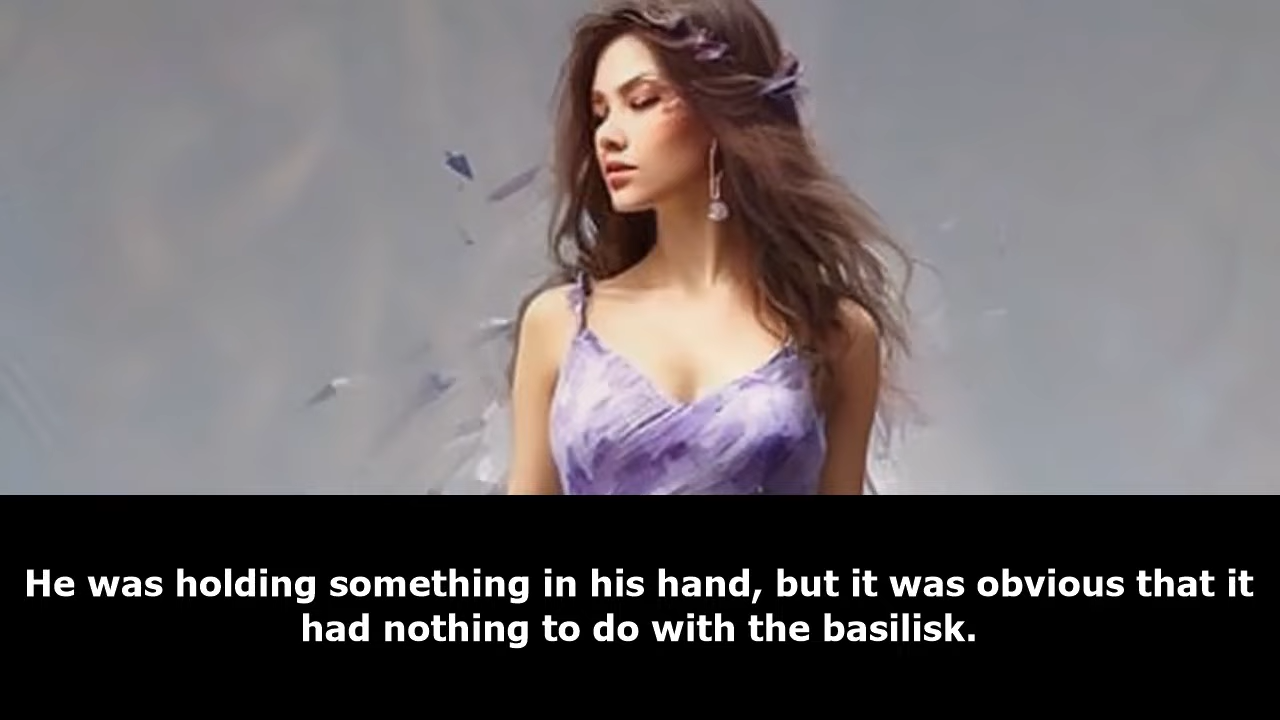 He was holding something in his hand, but it was obvious that it
had nothing to do with the basilisk.